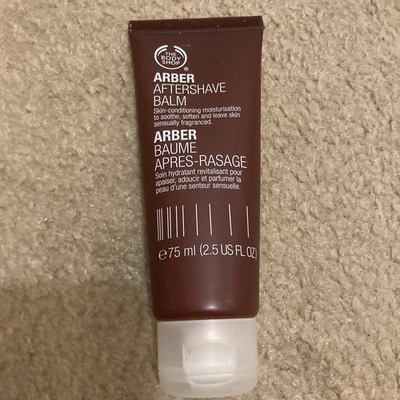 THE
BODY
SHOP
ARBER
AFTERSHAVE
BALM
Skin-conditioning moisturisation
to soothe, soften and leave skin
sensually fragranced.
ARBER
BAUME
APRES-RASAGE
Soin hydratant revitalisant pour
apaiser, adoucir et parfumer la
peau d'une senteur sensuelle.
℮75 ml (2.5 US FL OZ)